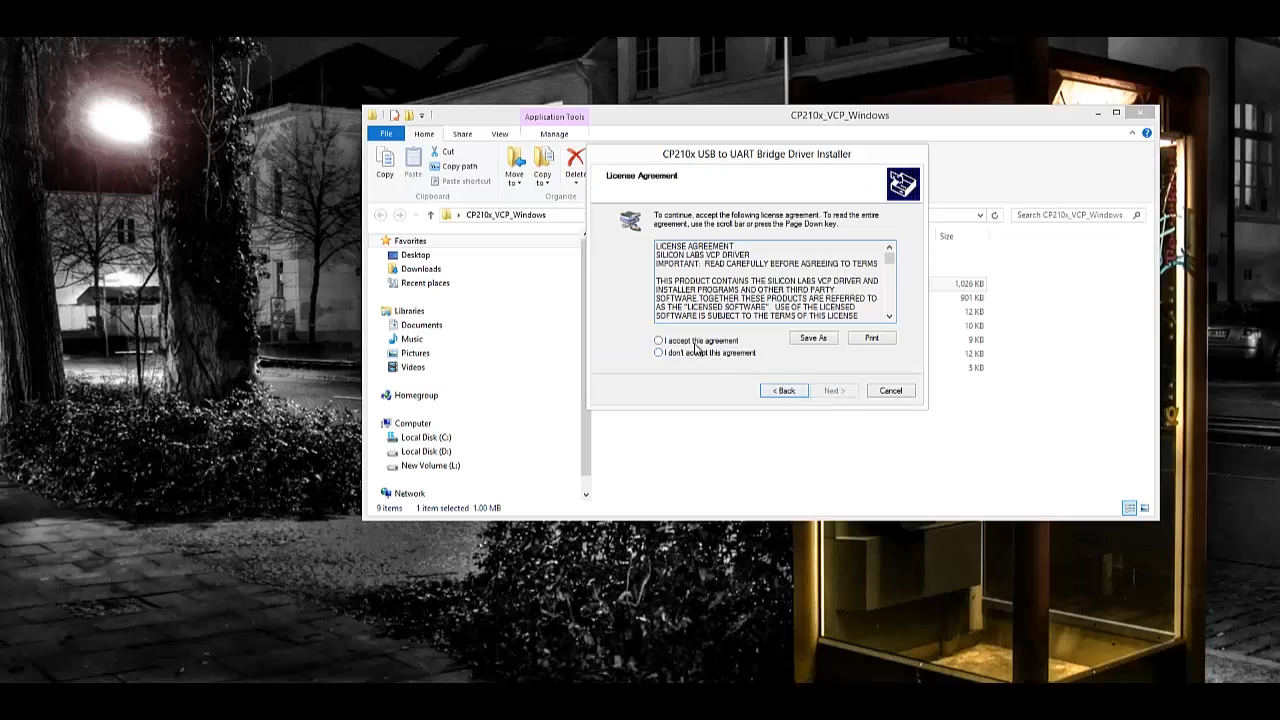 Application Tools
CP210x_VCP_Windows
File
Home
Share
View
Manage
Copy
Paste
Cut
Copy path
Paste shortcut
Clipboard
Move to
Copy to
Delete
Organize
CP210x_VCP_Windows
Search CP210x_VCP_Windows
Favorites
Desktop
Downloads
Recent places
Libraries
Documents
Music
Pictures
Videos
Homegroup
Computer
Local Disk (C:)
Local Disk (D:)
New Volume (L:)
Network
9 items 1 item selected 1.00 MB
Size
1,026 KB
901 KB
12 KB
10 KB
9 KB
12 KB
5 KB
CP210x USB to UART Bridge Driver Installer
License Agreement
To continue, accept the following license agreement. To read the entire
agreement, use the scroll bar or press the Page Down key.
LICENSE AGREEMENT
SILICON LABS VCP DRIVER
IMPORTANT: READ CAREFULLY BEFORE AGREEING TO TERMS
THIS PRODUCT CONTAINS THE SILICON LABS VCP DRIVER AND
INSTALLER PROGRAMS AND OTHER THIRD PARTY
SOFTWARE. TOGETHER THESE PRODUCTS ARE REFERRED TO
AS THE "LICENSED SOFTWARE". USE OF THE LICENSED
SOFTWARE IS SUBJECT TO THE TERMS OF THIS LICENSE
I accept this agreement
I don't accept this agreement
Save As
Print
< Back
Next >
Cancel